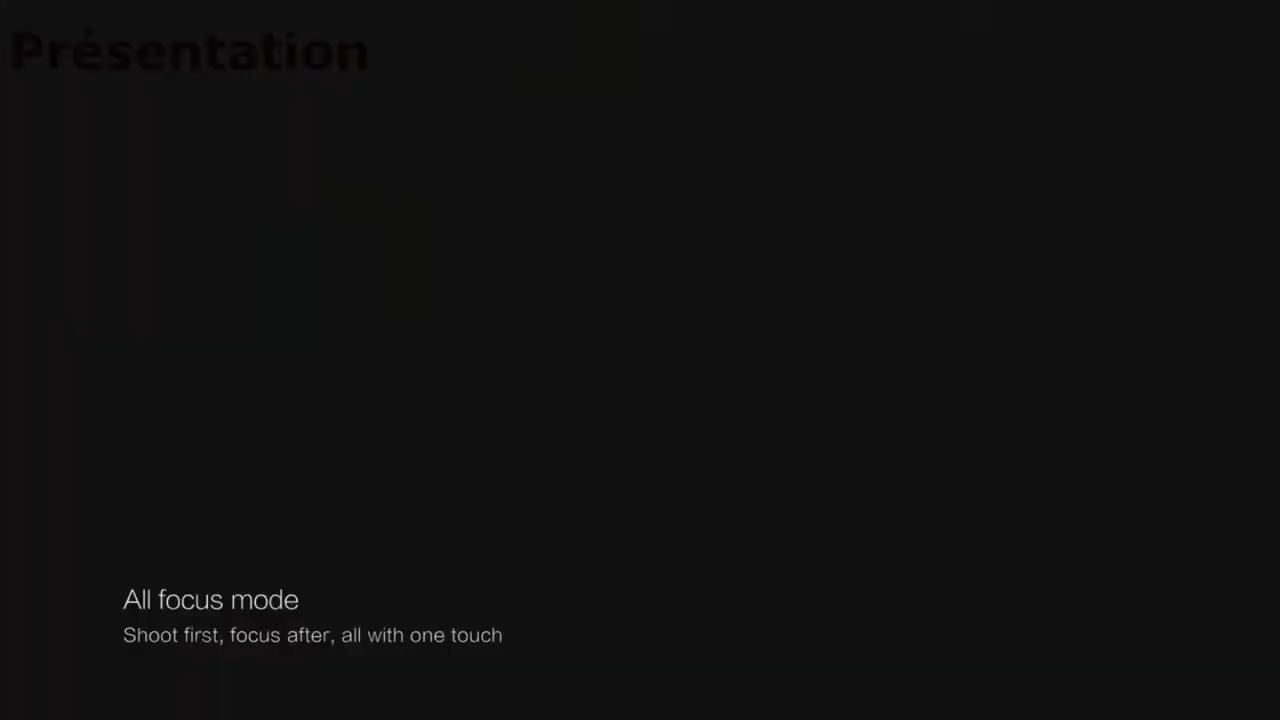 Présentation
All focus mode
Shoot first, focus after, all with one touch